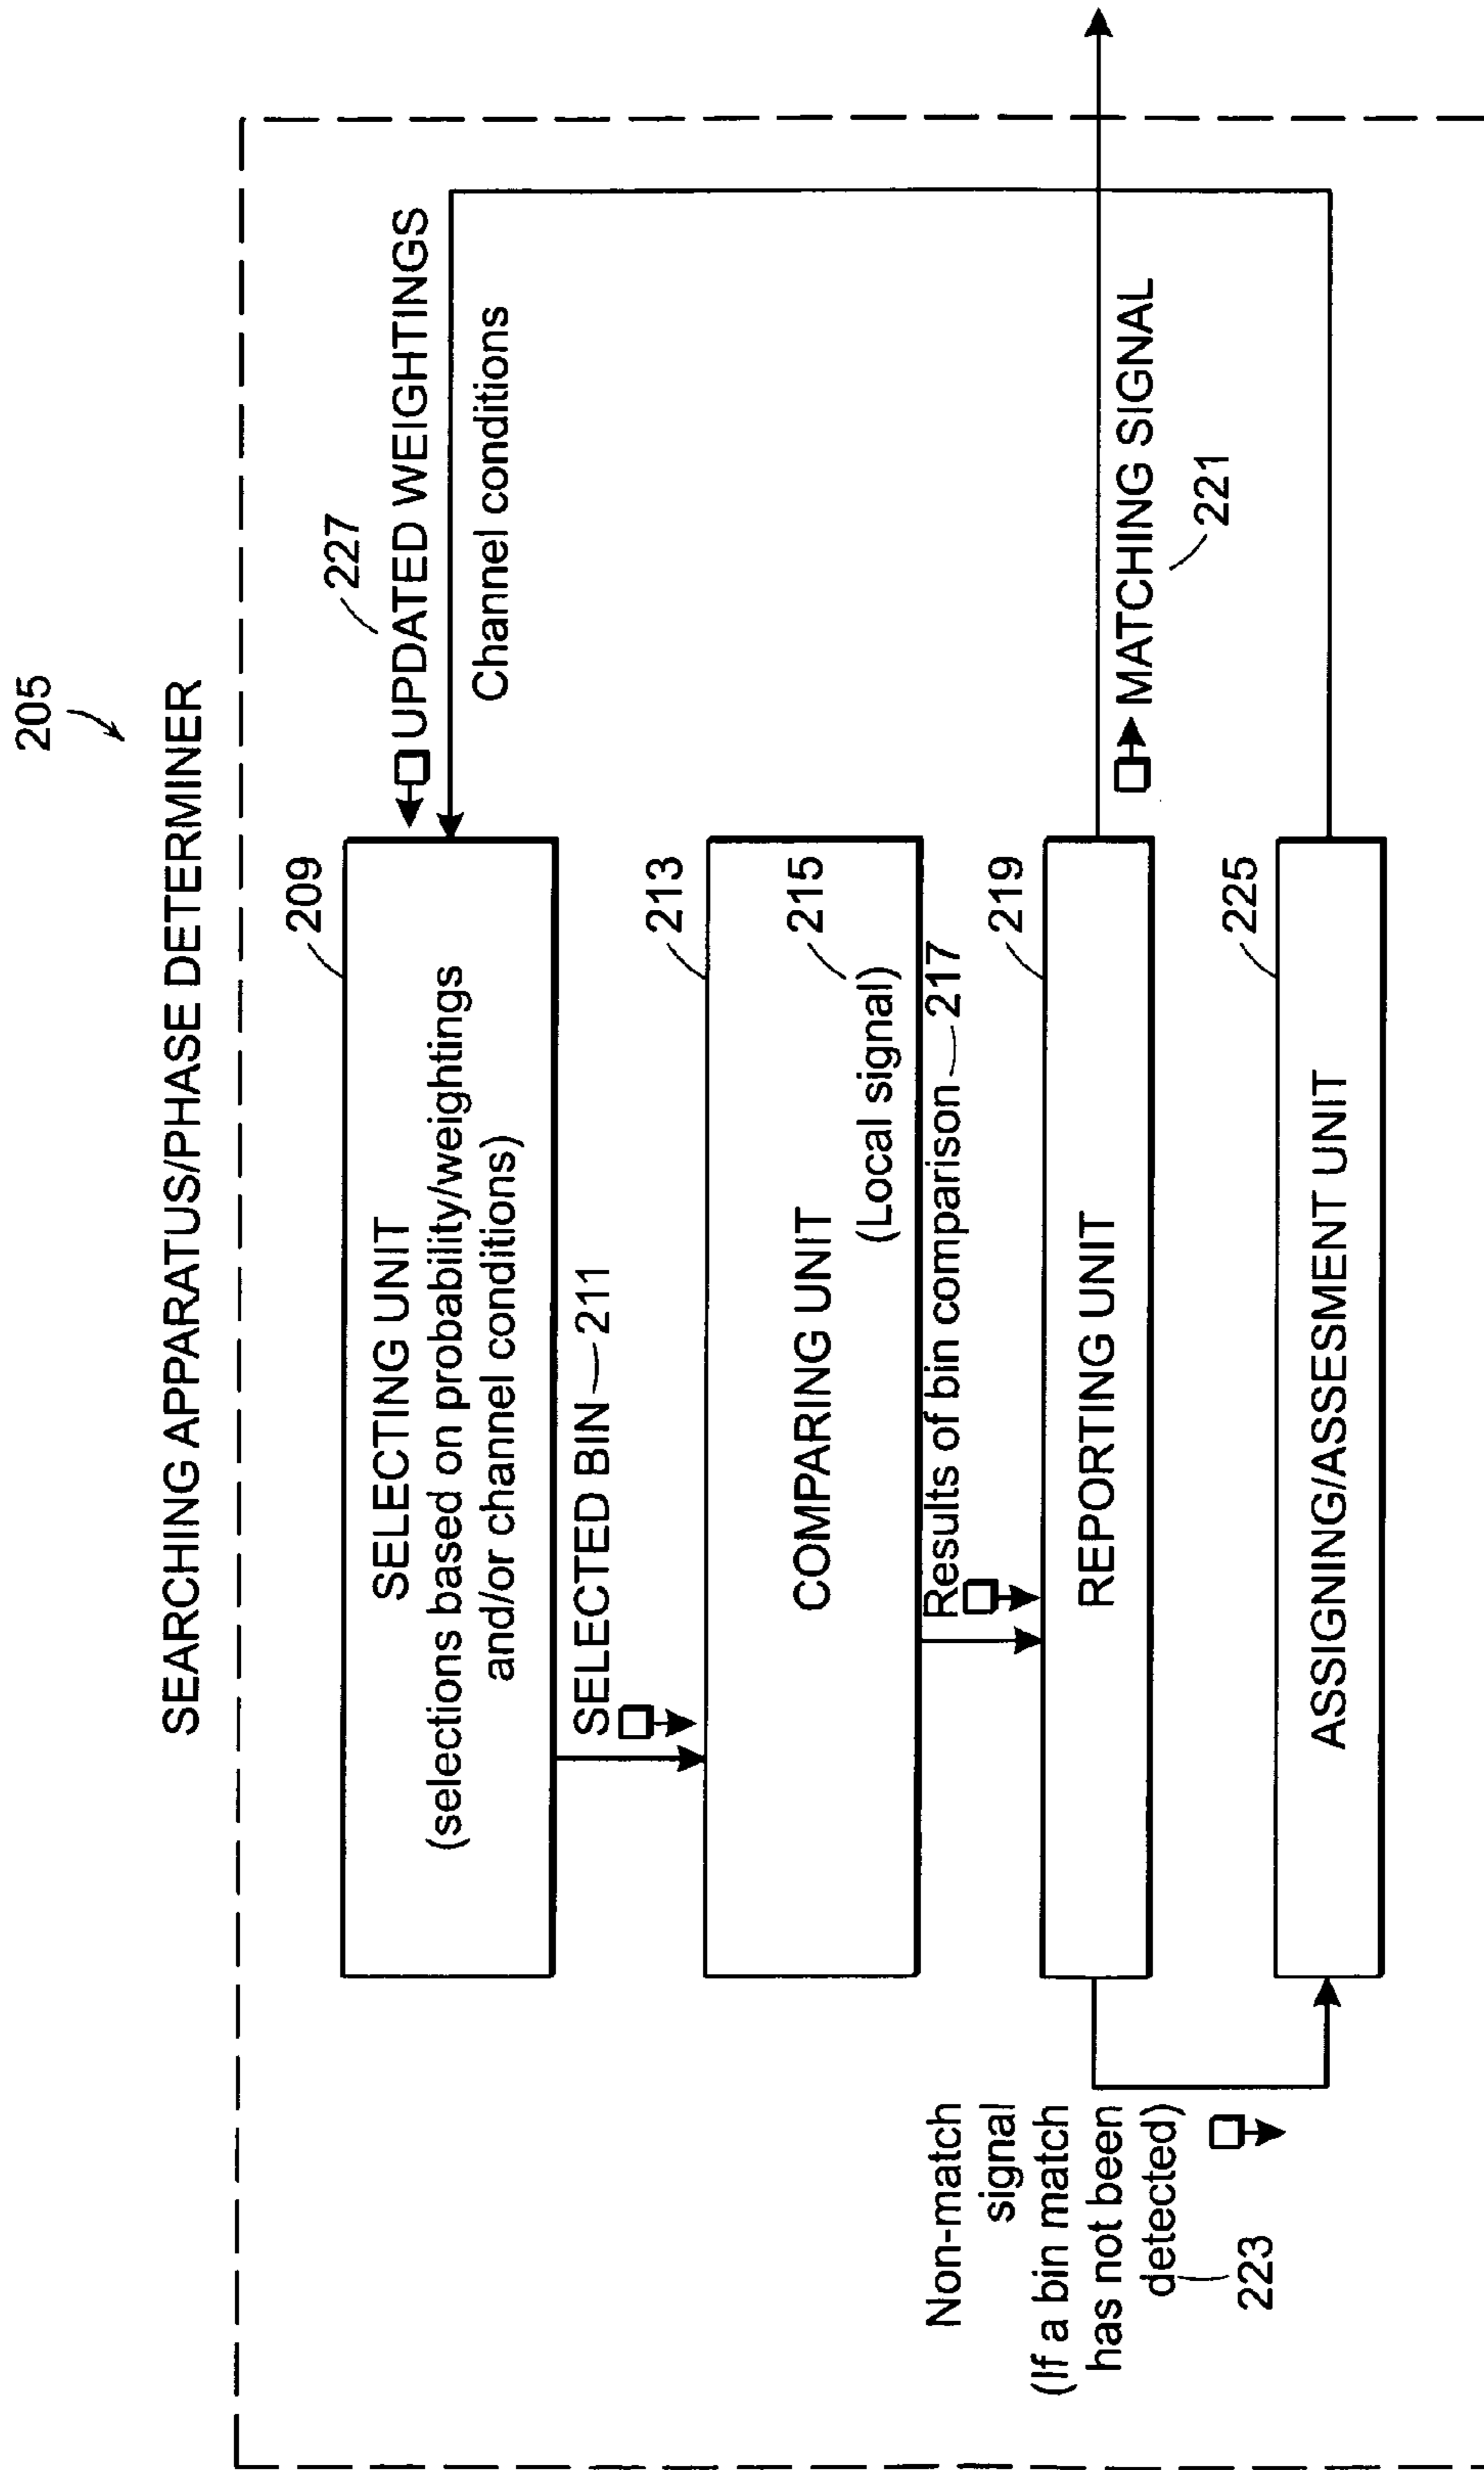 205
SEARCHING APPARATUS/PHASE DETERMINER
209
SELECTING UNIT
(selections based on probability/weightings
and/or channel conditions)
227
UPDATED WEIGHTINGS
Channel conditions
SELECTED BIN 211
213
COMPARING UNIT
215
(Local signal)
Results of bin comparison 217
219
REPORTING UNIT
MATCHING SIGNAL
221
Non-match
signal
(If a bin match
has not been
detected)
223
225
ASSIGNING/ASSESMENT UNIT